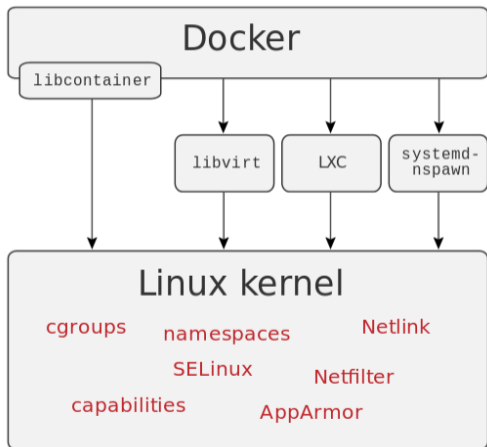 Docker
libcontainer
libvirt
LXC
systemd-
nspawn
Linux kernel
cgroups
namespaces
Netlink
SELinux
Netfilter
capabilities
AppArmor